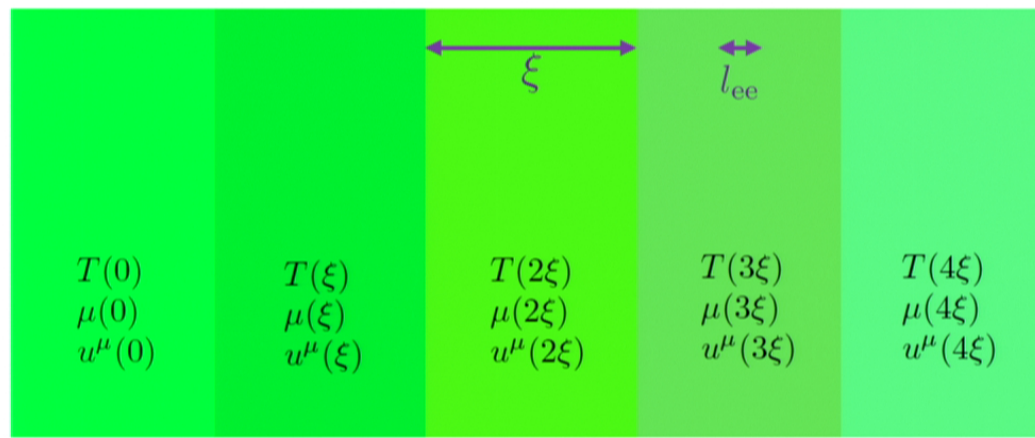 ξ
l_ee
T(0)
μ(0)
u^μ(0)
T(ξ)
μ(ξ)
u^μ(ξ)
T(2ξ)
μ(2ξ)
u^μ(2ξ)
T(3ξ)
μ(3ξ)
u^μ(3ξ)
T(4ξ)
μ(4ξ)
u^μ(4ξ)